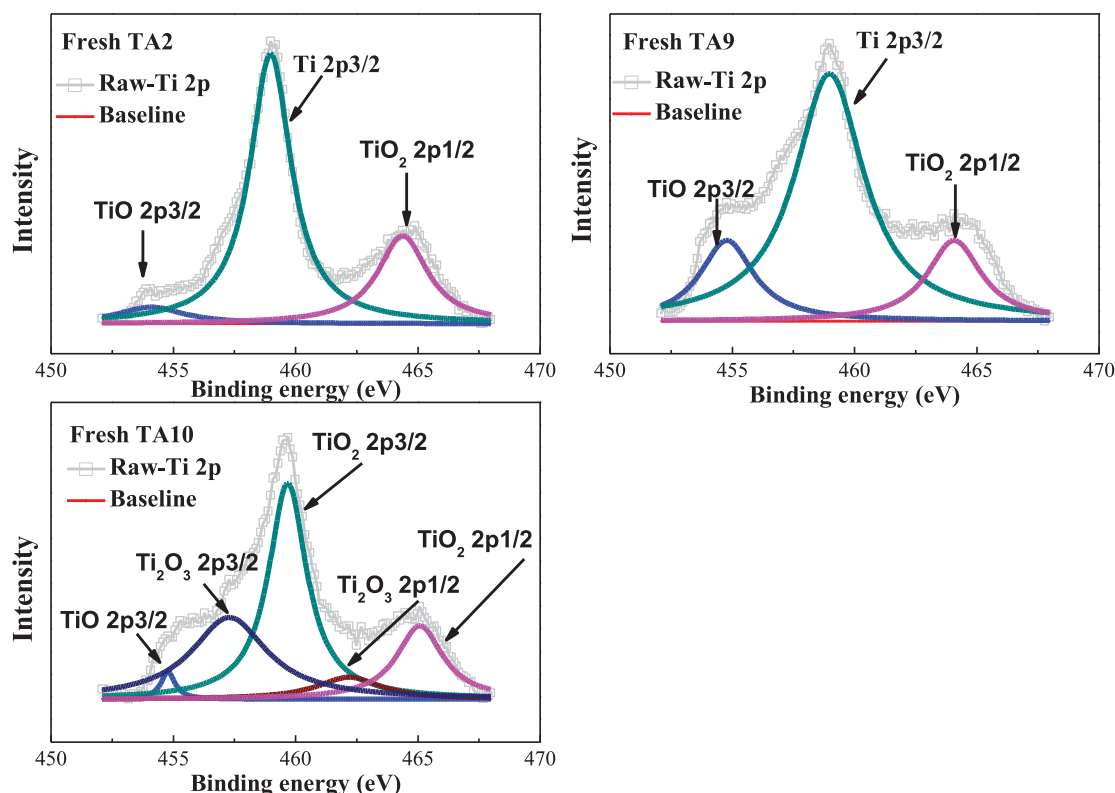 Fresh TA2
Raw-Ti 2p
Baseline
Ti 2p3/2
TiO₂ 2p1/2
TiO 2p3/2
Intensity
450 455 460 465 470
Binding energy (eV)
Fresh TA9
Raw-Ti 2p
Baseline
Ti 2p3/2
TiO₂ 2p1/2
TiO 2p3/2
Intensity
450 455 460 465 470
Binding energy (eV)
Fresh TA10
Raw-Ti 2p
Baseline
TiO₂ 2p3/2
TiO₂ 2p1/2
Ti₂O₃ 2p3/2
Ti₂O₃ 2p1/2
TiO 2p3/2
Intensity
450 455 460 465 470
Binding energy (eV)